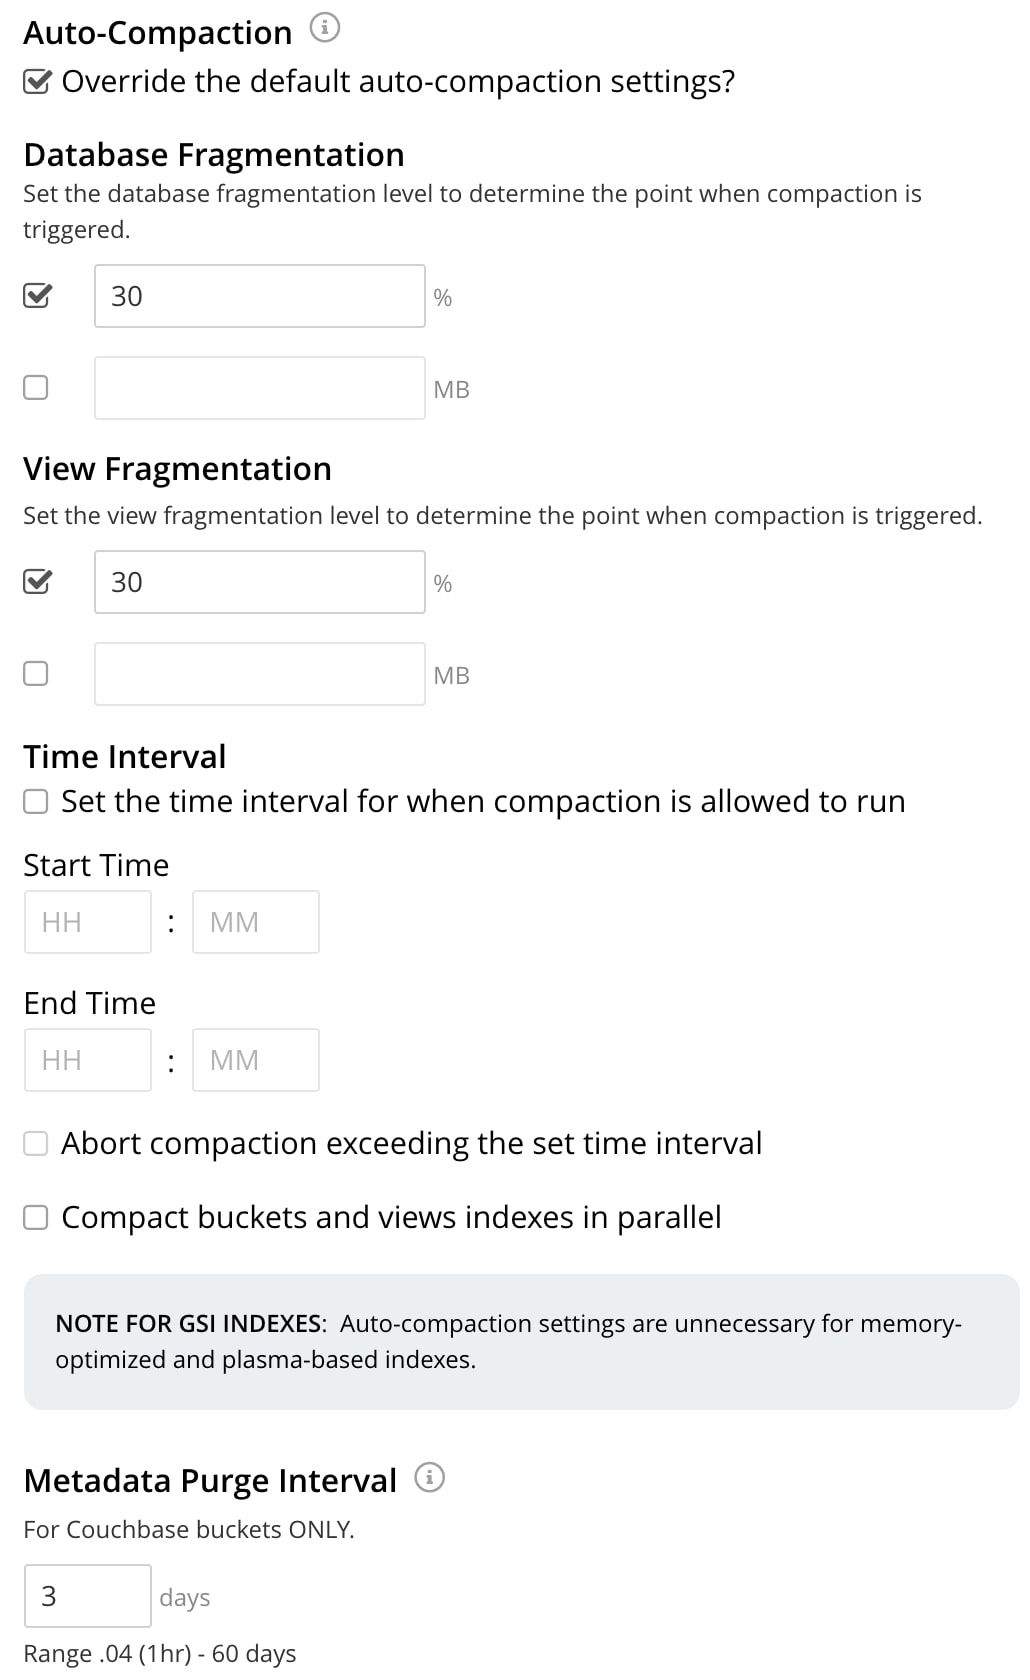 Auto-Compaction
Override the default auto-compaction settings?
Database Fragmentation
Set the database fragmentation level to determine the point when compaction is
triggered.
30 %
MB
View Fragmentation
Set the view fragmentation level to determine the point when compaction is triggered.
30 %
MB
Time Interval
Set the time interval for when compaction is allowed to run
Start Time
HH : MM
End Time
HH : MM
Abort compaction exceeding the set time interval
Compact buckets and views indexes in parallel
NOTE FOR GSI INDEXES: Auto-compaction settings are unnecessary for memory-
optimized and plasma-based indexes.
Metadata Purge Interval
For Couchbase buckets ONLY.
3 days
Range .04 (1hr) - 60 days